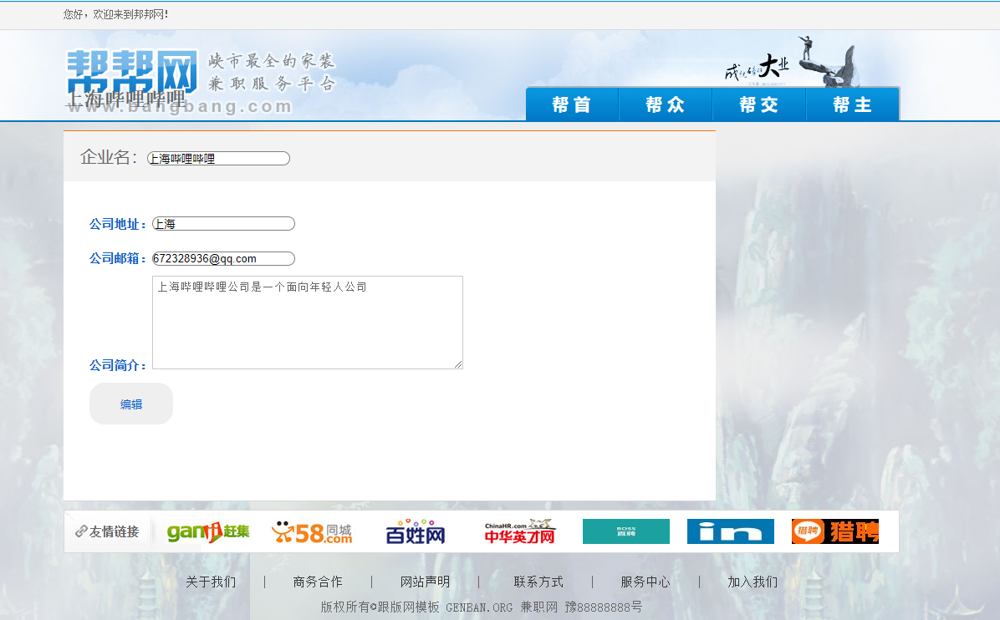 您好，欢迎来到邦邦网！
帮帮网
峡市最全的家装
兼职服务平台
上海哔哩哔哩
www.bangbang.com
大业
帮首 帮众 帮交 帮主
企业名： 上海哔哩哔哩
公司地址： 上海
公司邮箱： 672328936@qq.com
上海哔哩哔哩公司是一个面向年轻人公司
公司简介：
编辑
友情链接 ganji赶集 58同城.com 百姓网 ChinaHR.com 中华英才网 BOSS直聘 in 猎聘 猎聘
关于我们 | 商务合作 | 网站声明 | 联系方式 | 服务中心 | 加入我们
版权所有©跟版网模板 GENBAN.ORG 兼职网 豫88888888号